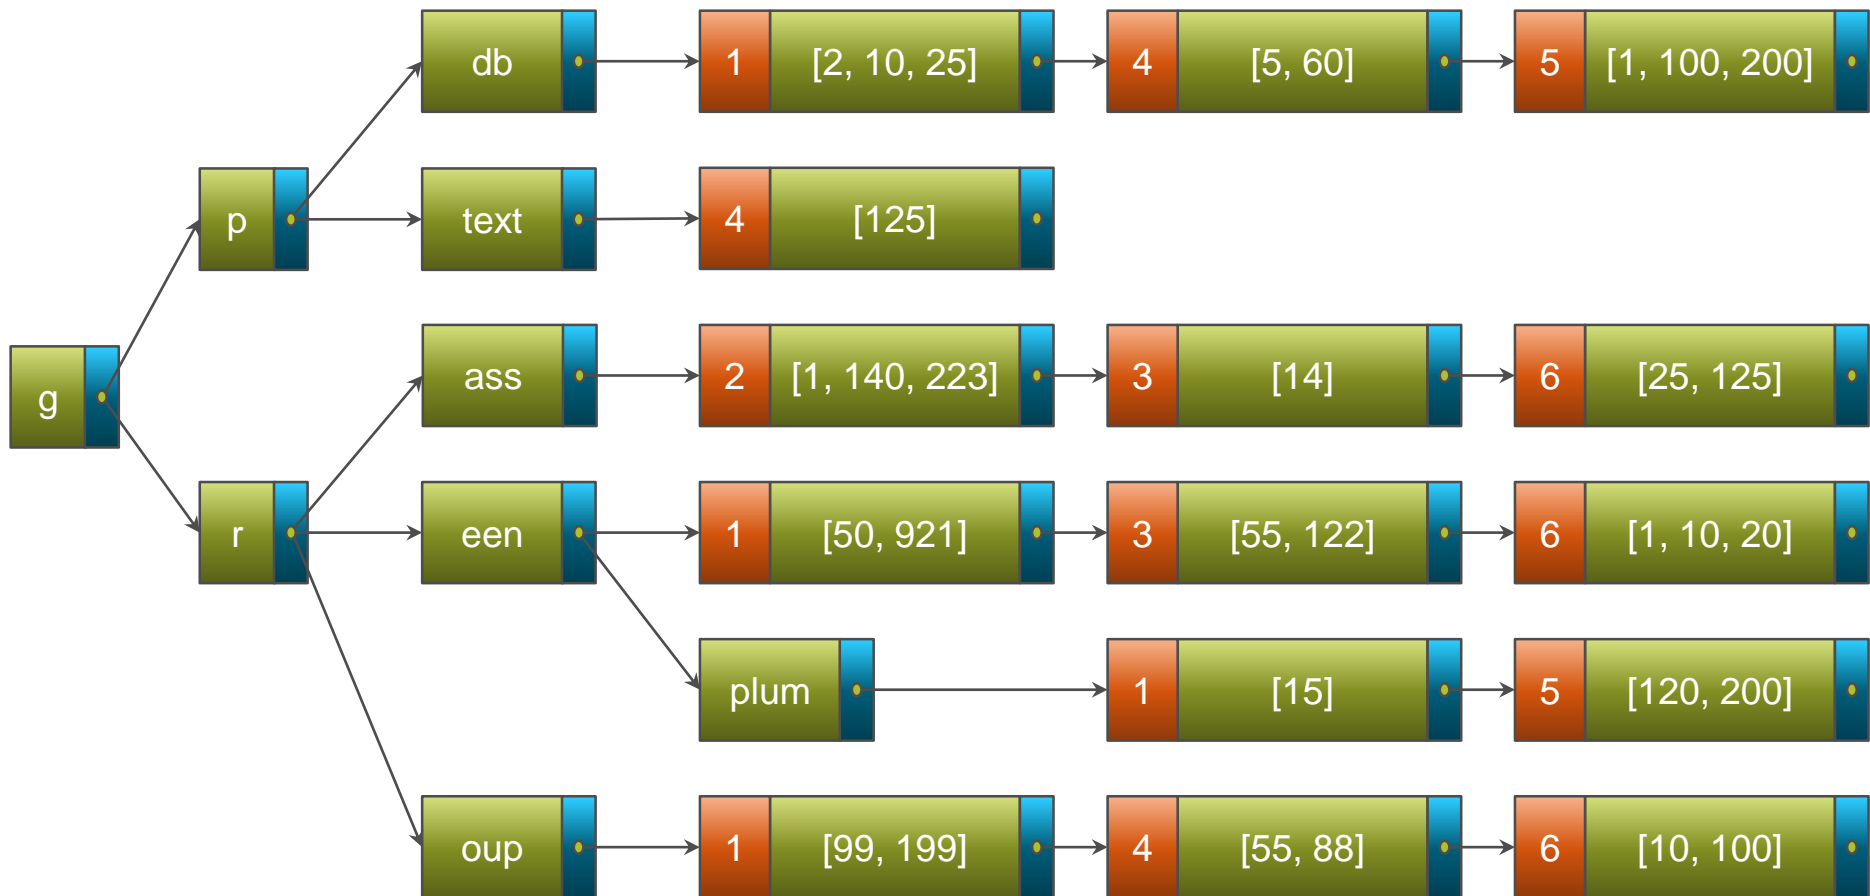 db 1 [2, 10, 25] 4 [5, 60] 5 [1, 100, 200]
p text 4 [125]
g ass 2 [1, 140, 223] 3 [14] 6 [25, 125]
r een 1 [50, 921] 3 [55, 122] 6 [1, 10, 20]
plum 1 [15] 5 [120, 200]
oup 1 [99, 199] 4 [55, 88] 6 [10, 100]